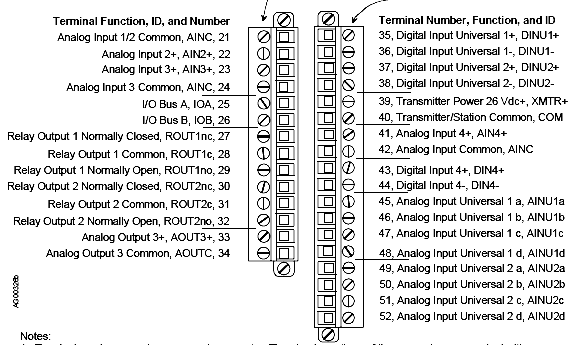 Terminal Function, ID, and Number
Analog Input 1/2 Common, AINC, 21
Analog Input 2+, AIN2+, 22
Analog Input 3+, AIN3+, 23
Analog Input 3 Common, AINC, 24
I/O Bus A, IOA, 25
I/O Bus B, IOB, 26
Relay Output 1 Normally Closed, ROUT1nc, 27
Relay Output 1 Common, ROUT1c, 28
Relay Output 1 Normally Open, ROUT1no, 29
Relay Output 2 Normally Closed, ROUT2nc, 30
Relay Output 2 Common, ROUT2c, 31
Relay Output 2 Normally Open, ROUT2no, 32
Analog Output 3+, AOUT3+, 33
Analog Output 3 Common, AOUTC, 34
Terminal Number, Function, and ID
35, Digital Input Universal 1+, DINU1+
36, Digital Input Universal 1-, DINU1-
37, Digital Input Universal 2+, DINU2+
38, Digital Input Universal 2-, DINU2-
39, Transmitter Power 26 Vdc+, XMTR+
40, Transmitter/Station Common, COM
41, Analog Input 4+, AIN4+
42, Analog Input Common, AINC
43, Digital Input 4+, DIN4+
44, Digital Input 4-, DIN4-
45, Analog Input Universal 1 a, AINU1a
46, Analog Input Universal 1 b, AINU1b
47, Analog Input Universal 1 c, AINU1c
48, Analog Input Universal 1 d, AINU1d
49, Analog Input Universal 2 a, AINU2a
50, Analog Input Universal 2 b, AINU2b
51, Analog Input Universal 2 c, AINU2c
52, Analog Input Universal 2 d, AINU2d
AG00328b
Notes: